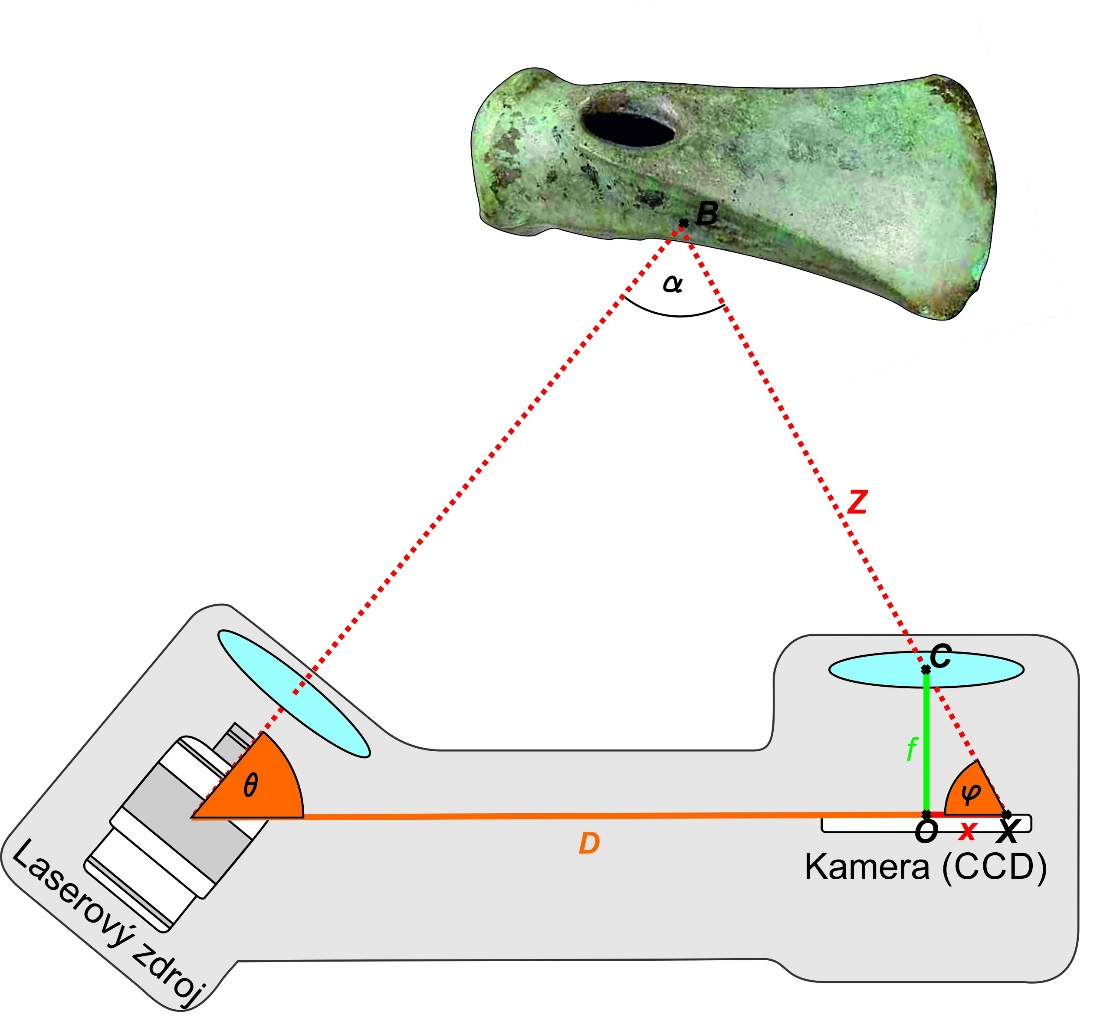 B
α
Z
C
f
θ
φ
D
O
x
X
Kamera (CCD)
Laserový zdroj